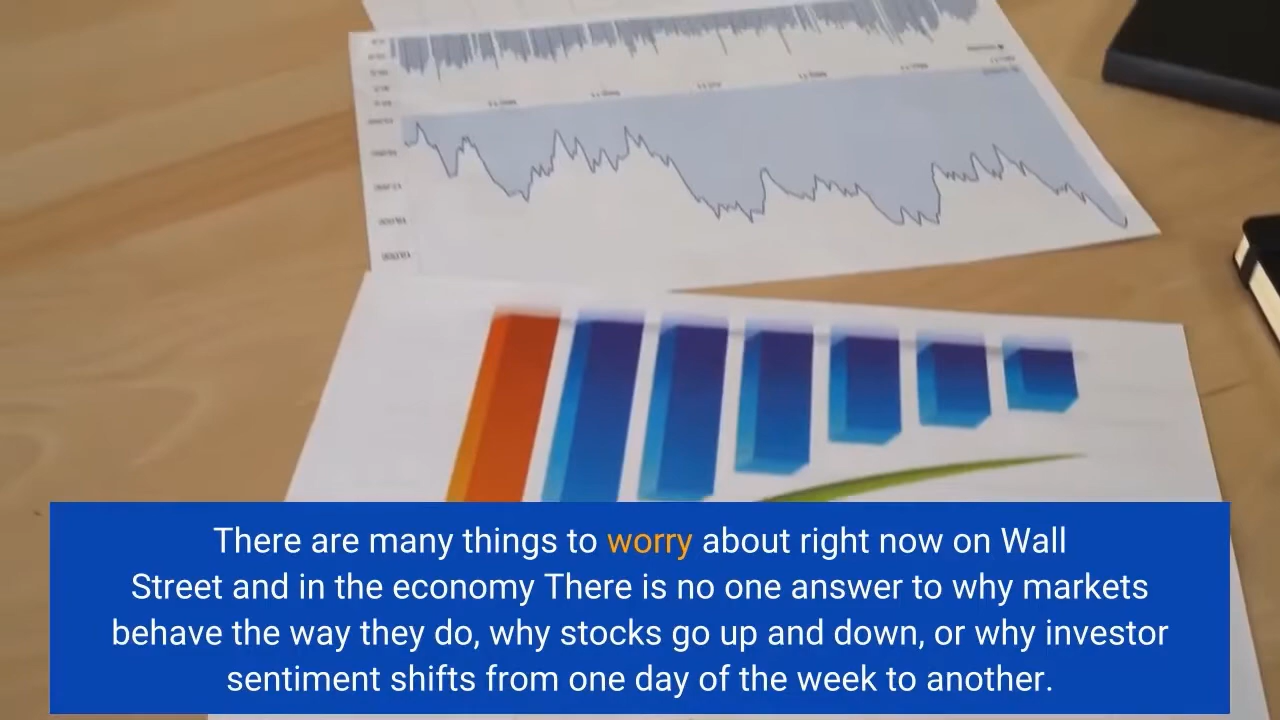 There are many things to worry about right now on Wall
Street and in the economy There is no one answer to why markets
behave the way they do, why stocks go up and down, or why investor
sentiment shifts from one day of the week to another.